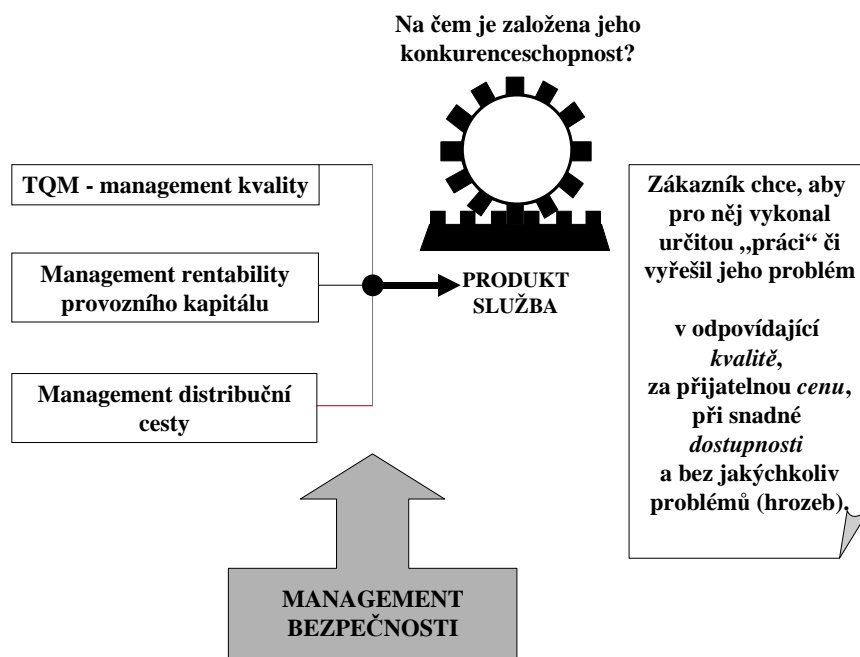 Na čem je založena jeho
konkurenceschopnost?
TQM - management kvality
Management rentability
provozního kapitálu
Management distribuční
cesty
PRODUKT
SLUŽBA
Zákazník chce, aby
pro něj vykonal
určitou „práci“ či
vyřešil jeho problém
v odpovídající
kvalitě,
za přijatelnou cenu,
při snadné
dostupnosti
a bez jakýchkoliv
problémů (hrozeb).
MANAGEMENT
BEZPEČNOSTI